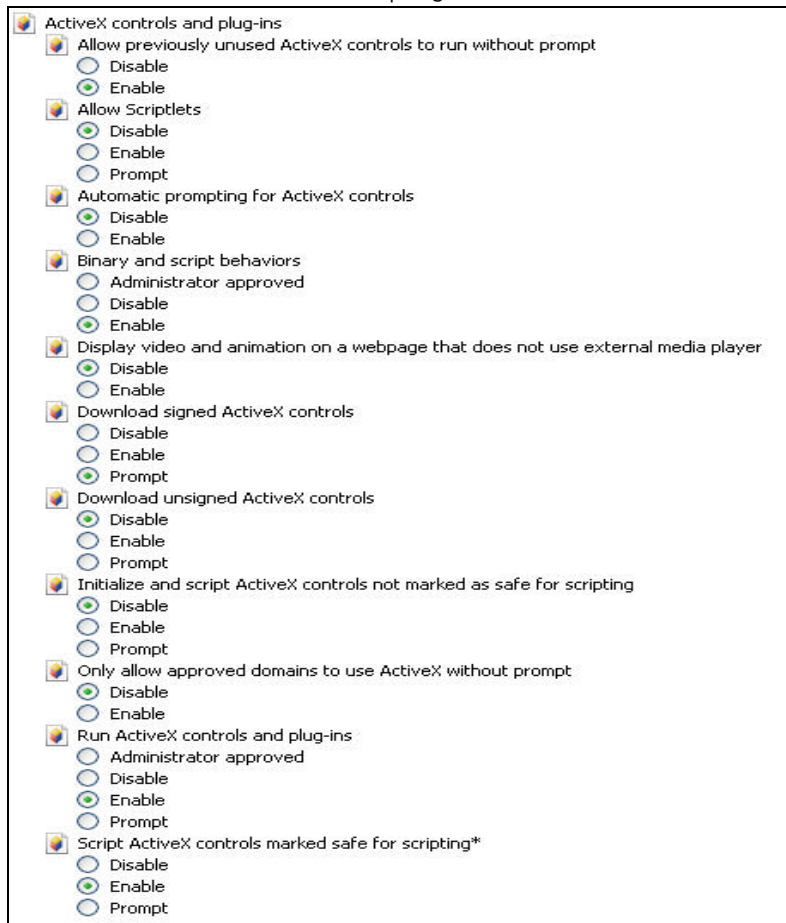 ActiveX controls and plug-ins
Allow previously unused ActiveX controls to run without prompt
Disable
Enable
Allow Scriptlets
Disable
Enable
Prompt
Automatic prompting for ActiveX controls
Disable
Enable
Binary and script behaviors
Administrator approved
Disable
Enable
Display video and animation on a webpage that does not use external media player
Disable
Enable
Download signed ActiveX controls
Disable
Enable
Prompt
Download unsigned ActiveX controls
Disable
Enable
Prompt
Initialize and script ActiveX controls not marked as safe for scripting
Disable
Enable
Prompt
Only allow approved domains to use ActiveX without prompt
Disable
Enable
Run ActiveX controls and plug-ins
Administrator approved
Disable
Enable
Prompt
Script ActiveX controls marked safe for scripting*
Disable
Enable
Prompt